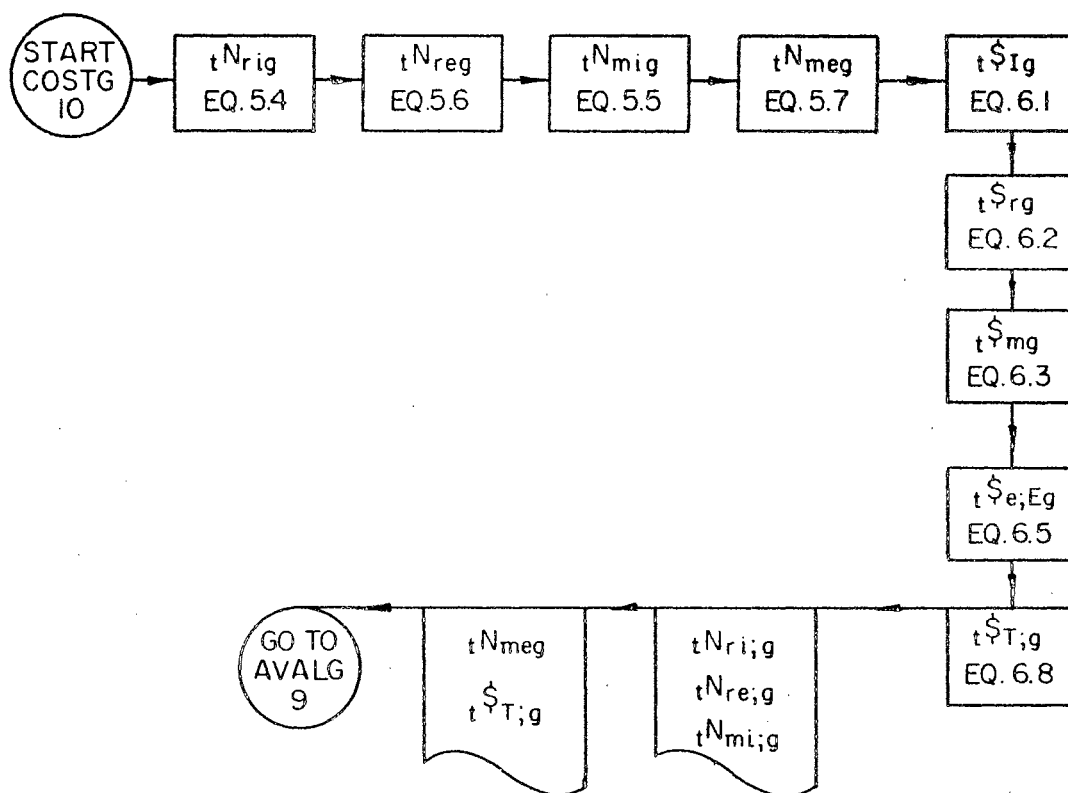 START
COSTG
10
tNrig
EQ. 5.4
tNreg
EQ. 5.6
tNmig
EQ. 5.5
tNmeg
EQ. 5.7
t$Ig
EQ. 6.1
t$rg
EQ. 6.2
t$mg
EQ. 6.3
t$e;Eg
EQ. 6.5
t$T;g
EQ. 6.8
tNri;g
tNre;g
tNmi;g
tNmeg
t$T;g
GO TO
AVALG
9